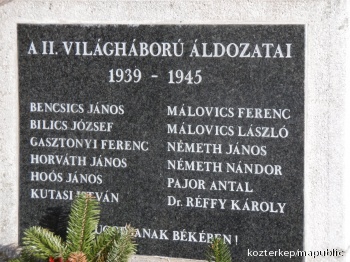 A II. VILÁGHÁBORÚ ÁLDOZATAI
1939 - 1945
BENCSICS JÁNOS
BILICS JÓZSEF
GASZTONYI FERENC
HORVÁTH JÁNOS
HOÓS JÁNOS
KUTASI ISTVÁN
MÁLOVICS FERENC
MÁLOVICS LÁSZLÓ
NÉMETH JÁNOS
NÉMETH NÁNDOR
PAJOR ANTAL
Dr. RÉFFY KÁROLY
BÉKÉBEN!
kozterkep/mapublic